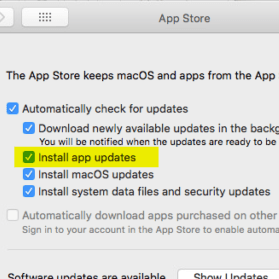 App Store
The App Store keeps macOS and apps from the App
Automatically check for updates
Download newly available updates in the
You will be notified when the updates are ready to be
Install app updates
Install macOS updates
Install system data files and security updates
Automatically download apps purchased on other
Sign in to your account in the App Store to enable
Software updates are available
Show Updates